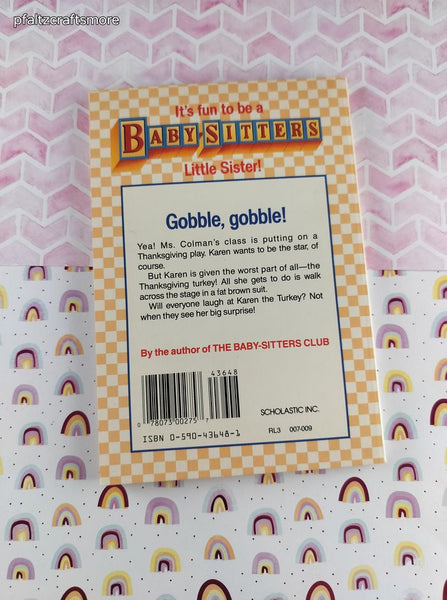 pfaltzcraftsmore
It's fun to be a
BABY-SITTERS
Little Sister!
Gobble, gobble!
Yea! Ms. Colman's class is putting on a
Thanksgiving play. Karen wants to be the star, of
course.
But Karen is given the worst part of all—the
Thanksgiving turkey! All she gets to do is walk
across the stage in a fat brown suit.
Will everyone laugh at Karen the Turkey? Not
when they see her big surprise!
By the author of THE BABY-SITTERS CLUB
43648
0 78073 00275 7
ISBN 0-590-43648-1
SCHOLASTIC INC.
RL3 007-009